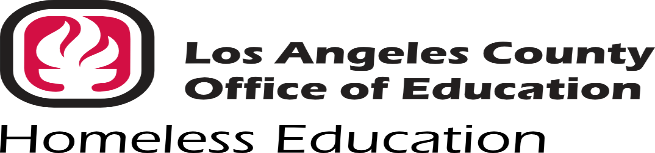 Los Angeles County
Office of Education
Homeless Education